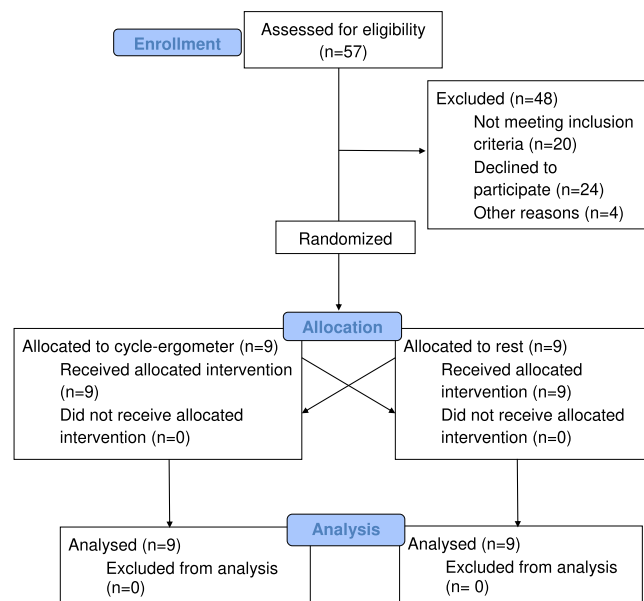 Enrollment
Assessed for eligibility
(n=57)
Excluded (n=48)
Not meeting inclusion
criteria (n=20)
Declined to
participate (n=24)
Other reasons (n=4)
Randomized
Allocation
Allocated to cycle-ergometer (n=9)
Received allocated intervention
(n=9)
Did not receive allocated
intervention (n=0)
Allocated to rest (n=9)
Received allocated
intervention (n=9)
Did not receive allocated
intervention (n=0)
Analysis
Analysed (n=9)
Excluded from analysis
(n=0)
Analysed (n=9)
Excluded from analysis
(n= 0)